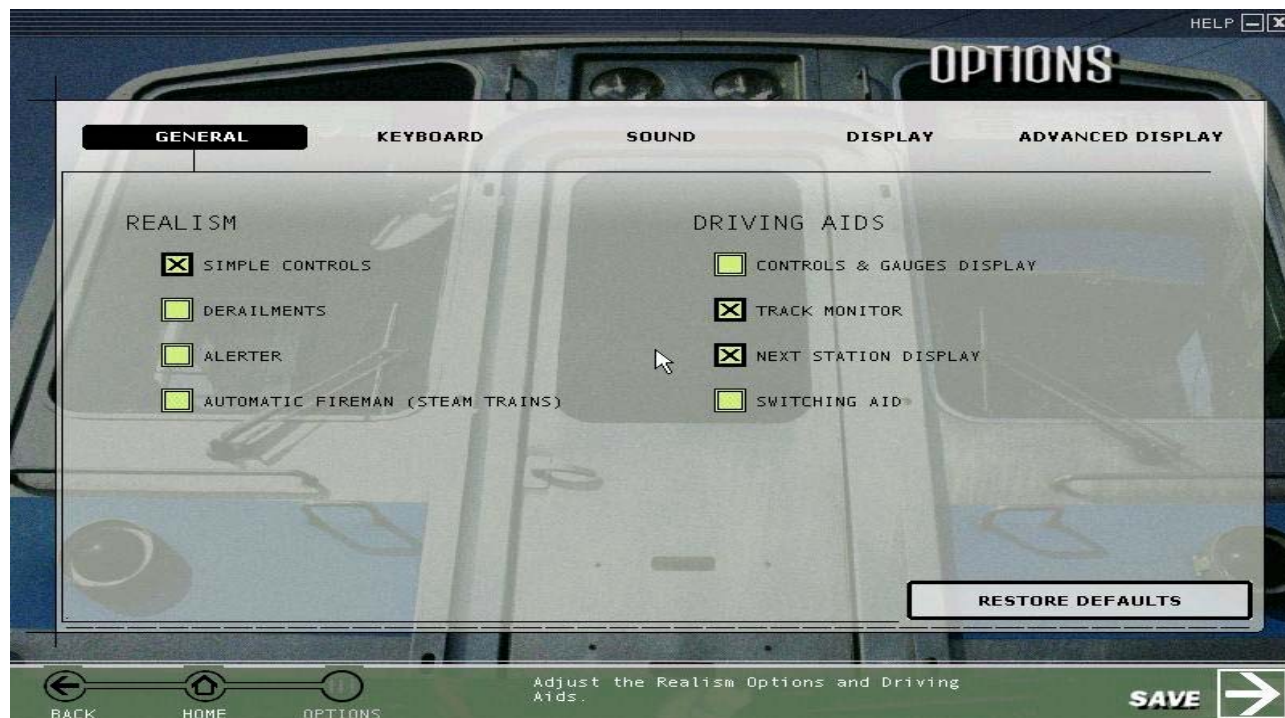 HELP
OPTIONS
GENERAL KEYBOARD SOUND DISPLAY ADVANCED DISPLAY
REALISM
SIMPLE CONTROLS
DERAILMENTS
ALERTER
AUTOMATIC FIREMAN (STEAM TRAINS)
DRIVING AIDS
CONTROLS & GAUGES DISPLAY
TRACK MONITOR
NEXT STATION DISPLAY
SWITCHING AID
RESTORE DEFAULTS
BACK HOME OPTIONS
Adjust the Realism Options and Driving
Aids.
SAVE